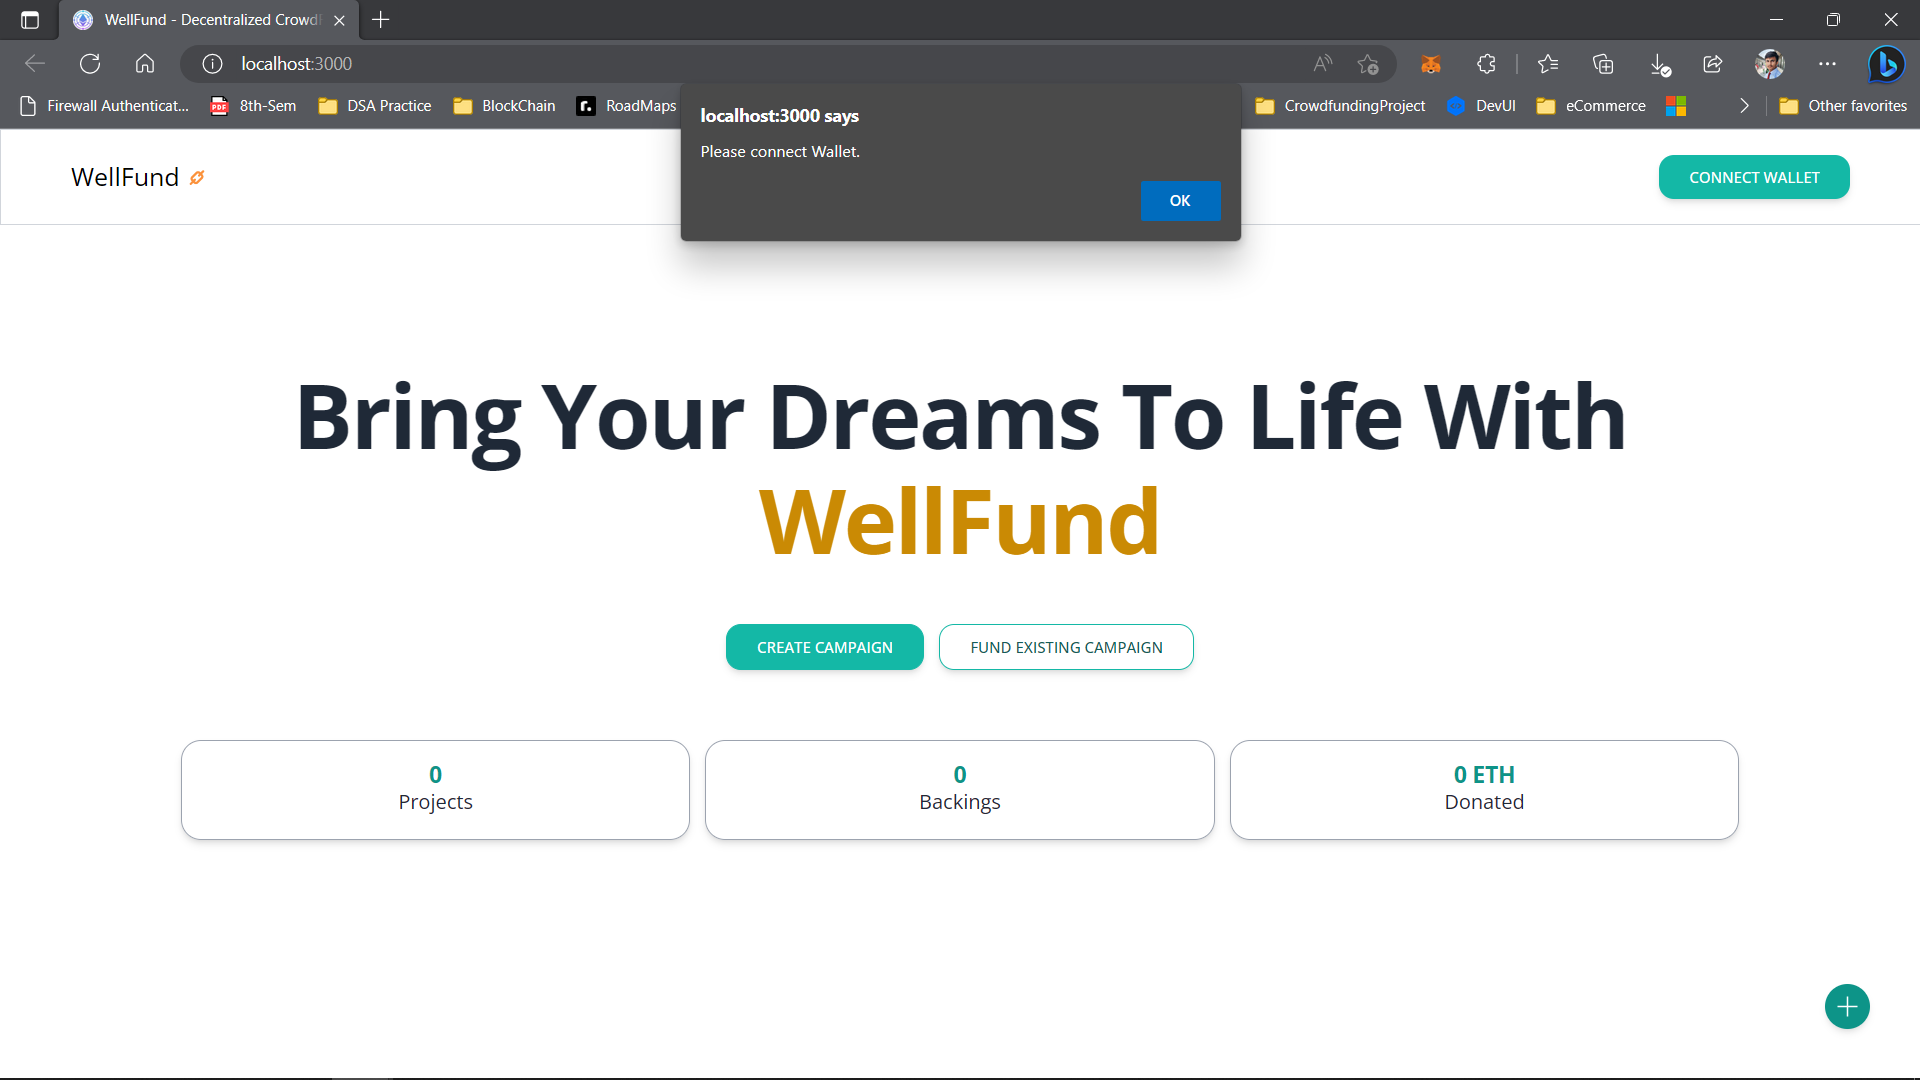 WellFund - Decentralized Crowd
localhost:3000
Firewall Authenticat...
8th-Sem
DSA Practice
BlockChain
RoadMaps
CrowdfundingProject
DevUI
eCommerce
Other favorites
localhost:3000 says
Please connect Wallet.
OK
WellFund
CONNECT WALLET
Bring Your Dreams To Life With
WellFund
CREATE CAMPAIGN
FUND EXISTING CAMPAIGN
0
Projects
0
Backings
0 ETH
Donated